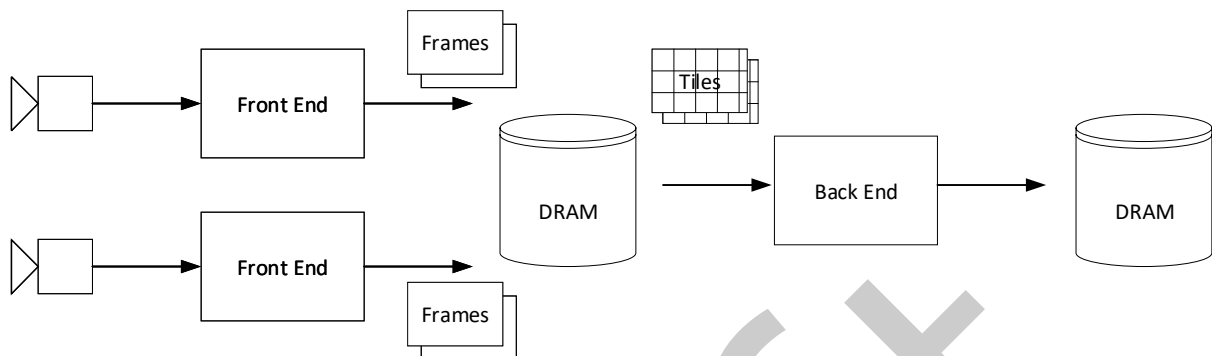 Frames
Front End
Tiles
DRAM
Back End
DRAM
Front End
Frames